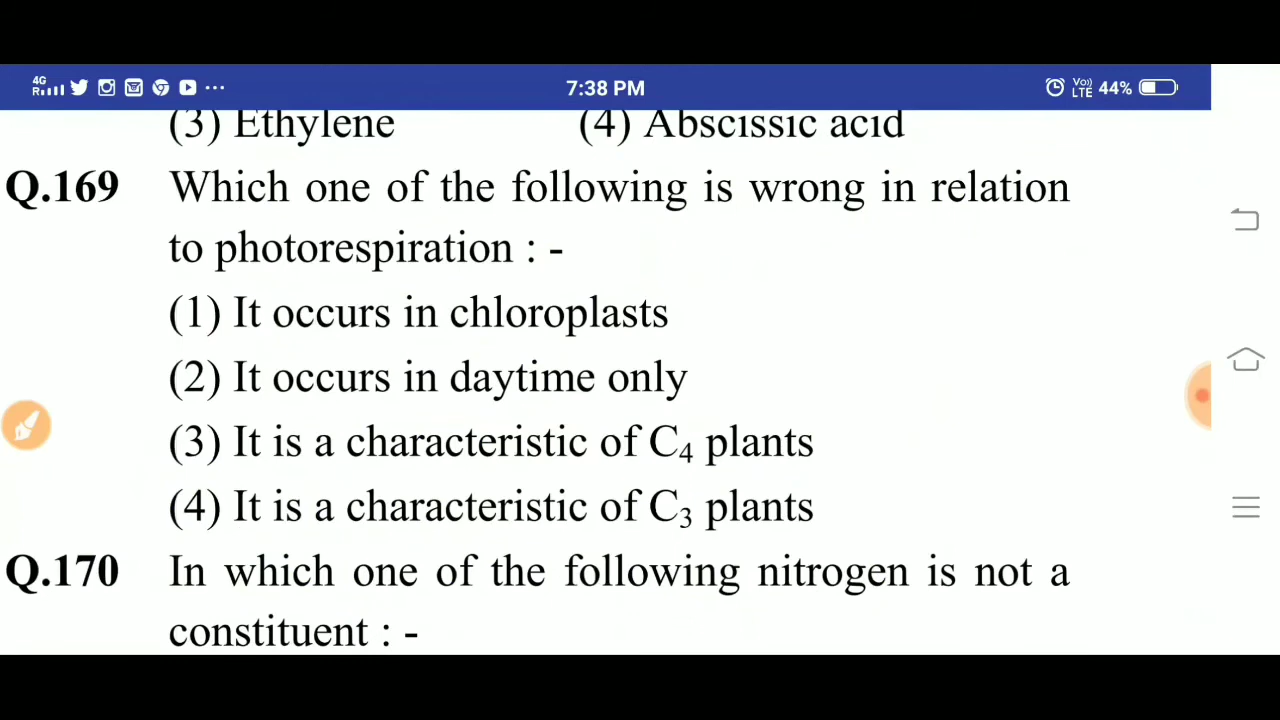 4G
R
7:38 PM
Vo))
LTE
44%
(3) Ethylene (4) Abscissic acid
Q.169 Which one of the following is wrong in relation
to photorespiration : -
(1) It occurs in chloroplasts
(2) It occurs in daytime only
(3) It is a characteristic of C₄ plants
(4) It is a characteristic of C₃ plants
Q.170 In which one of the following nitrogen is not a
constituent : -